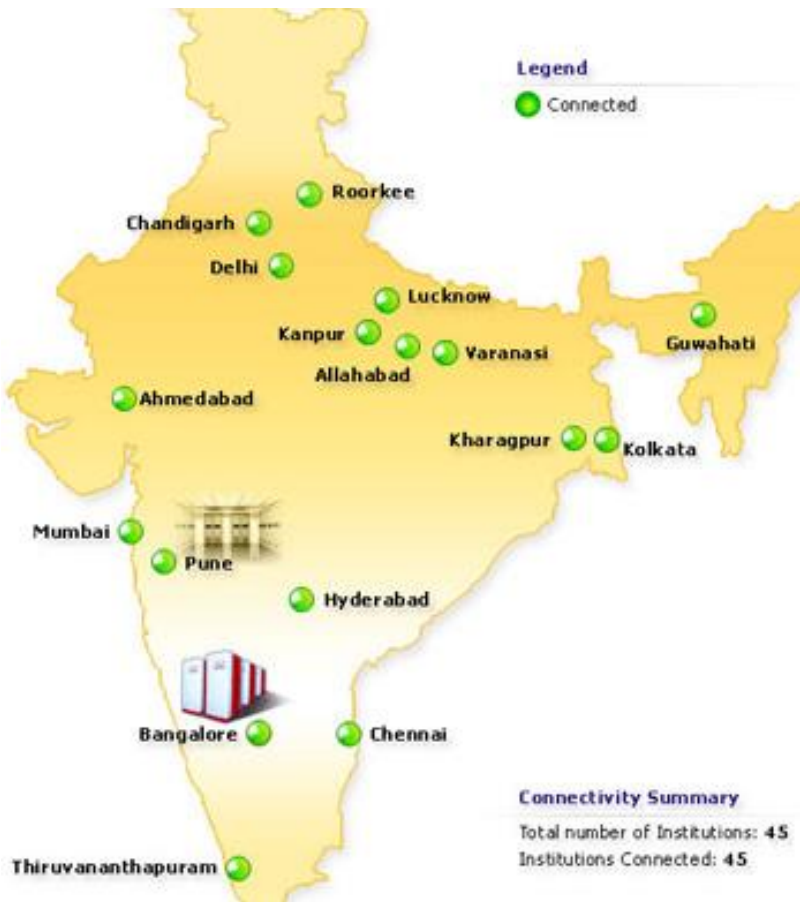 Legend
Connected
Roorkee
Chandigarh
Delhi
Lucknow
Kanpur
Guwahati
Varanasi
Allahabad
Ahmedabad
Kharagpur
Kolkata
Mumbai
Pune
Hyderabad
Bangalore
Chennai
Connectivity Summary
Total number of Institutions: 45
Institutions Connected: 45
Thiruvananthapuram